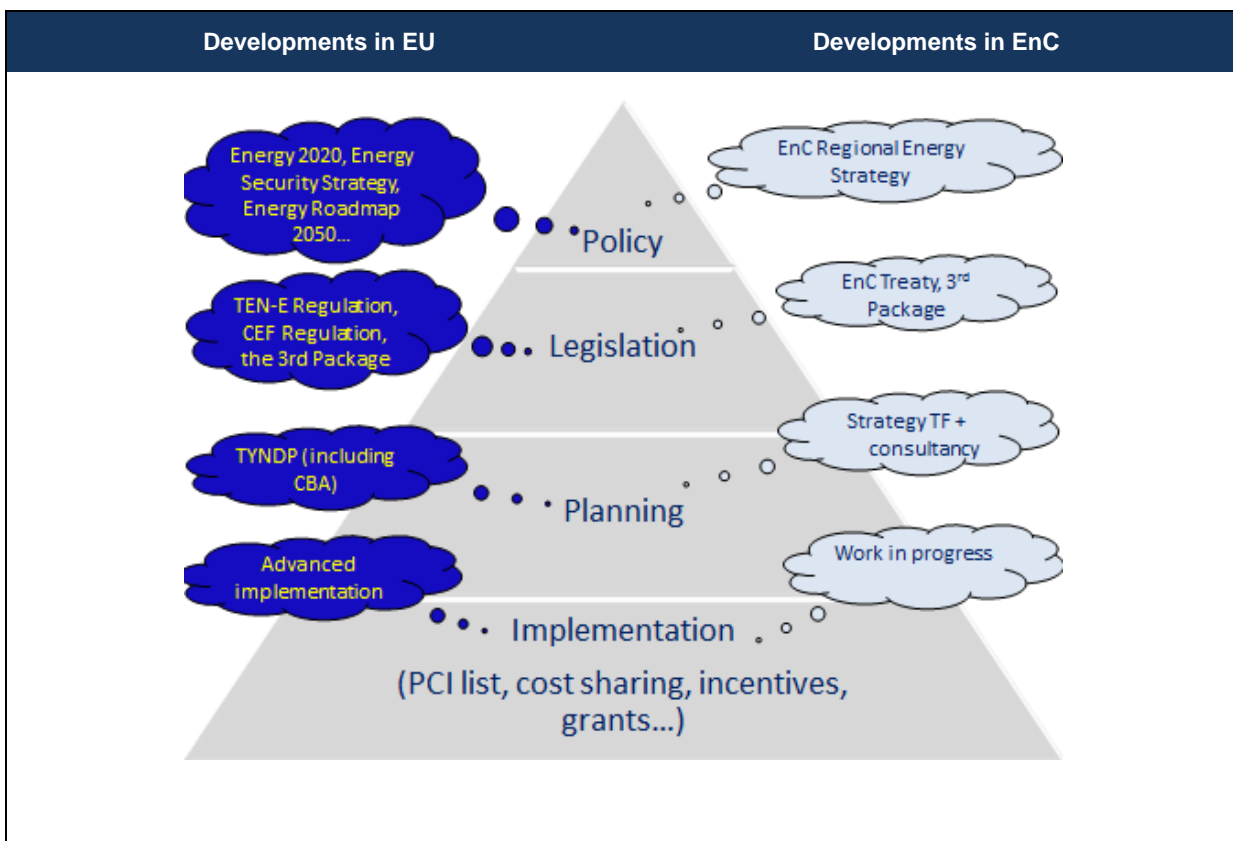 Developments in EU
Developments in EnC
Energy 2020, Energy
Security Strategy,
Energy Roadmap
2050...
EnC Regional Energy
Strategy
Policy
TEN-E Regulation,
CEF Regulation,
the 3rd Package
EnC Treaty, 3rd
Package
Legislation
TYNDP (including
CBA)
Strategy TF +
consultancy
Planning
Advanced
implementation
Work in progress
Implementation
(PCI list, cost sharing, incentives,
grants...)